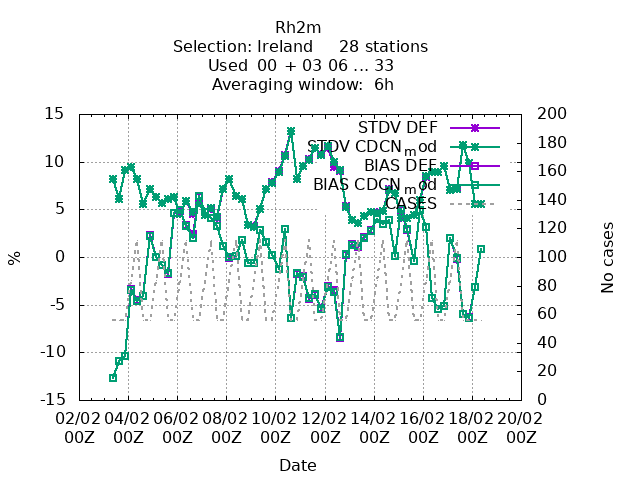 Rh2m
Selection: Ireland 28 stations
Used 00 + 03 06 ... 33
Averaging window: 6h
15 200
STDV DEF
180
STDV CDCN_mod
10 160
BIAS DEF
BIAS CDCN_mod
140
CASES
5
120
0 100
80
-5
60
-10 40
20
-15 0
% No cases
02/02 04/02 06/02 08/02 10/02 12/02 14/02 16/02 18/02 20/02
00Z 00Z 00Z 00Z 00Z 00Z 00Z 00Z 00Z 00Z
Date